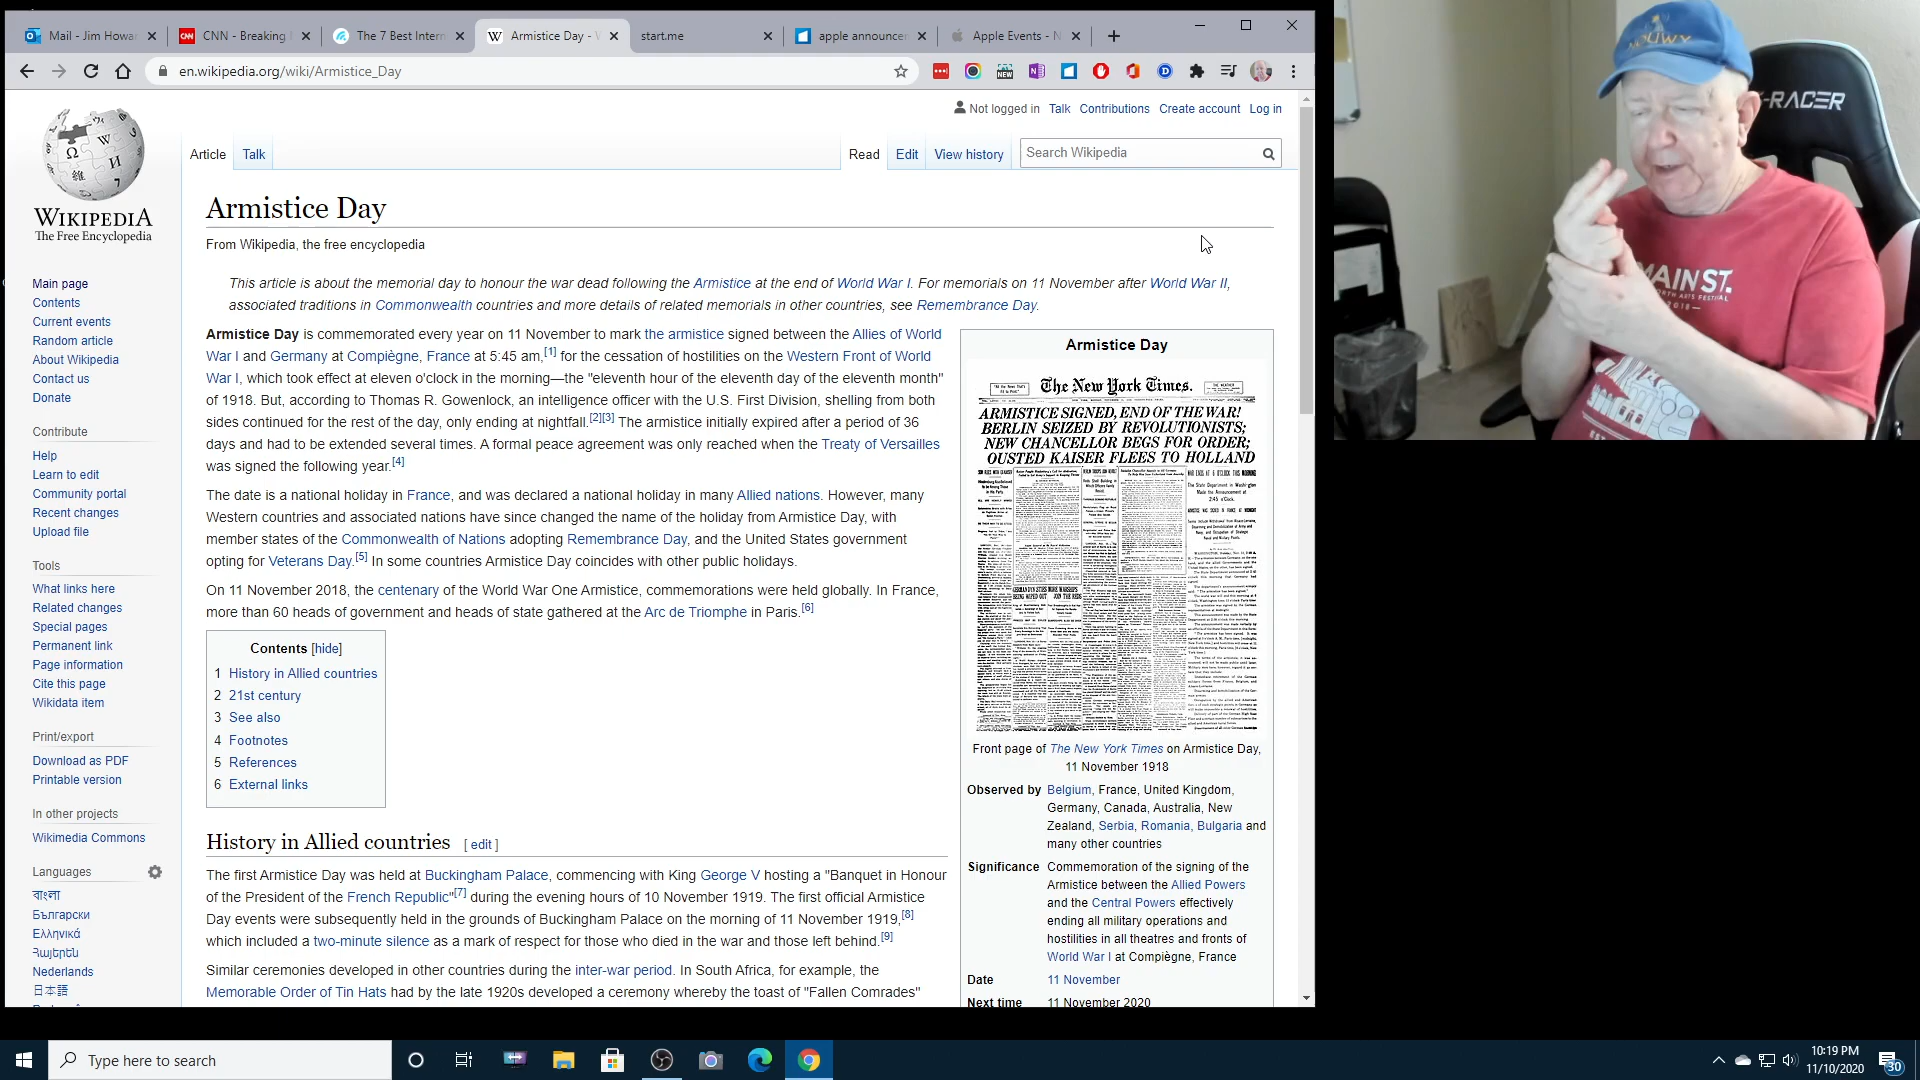 Mail - Jim Howar
CNN - Breaking
The 7 Best Inter
Armistice Day -
start.me
apple announce
Apple Events - N
en.wikipedia.org/wiki/Armistice_Day
Not logged in Talk Contributions Create account Log in
Article Talk
Read Edit View history
Search Wikipedia
WIKIPEDIA
The Free Encyclopedia
Main page
Contents
Current events
Random article
About Wikipedia
Contact us
Donate
Contribute
Help
Learn to edit
Community portal
Recent changes
Upload file
Tools
What links here
Related changes
Special pages
Permanent link
Page information
Cite this page
Wikidata item
Print/export
Download as PDF
Printable version
In other projects
Wikimedia Commons
Languages
বাংলা
Български
Ελληνικά
Հայերեն
Nederlands
日本語
Armistice Day
From Wikipedia, the free encyclopedia
This article is about the memorial day to honour the war dead following the Armistice at the end of World War I. For memorials on 11 November after World War II,
associated traditions in Commonwealth countries and more details of related memorials in other countries, see Remembrance Day.
Armistice Day is commemorated every year on 11 November to mark the armistice signed between the Allies of World
War I and Germany at Compiègne, France at 5:45 am,[1] for the cessation of hostilities on the Western Front of World
War I, which took effect at eleven o'clock in the morning—the "eleventh hour of the eleventh day of the eleventh month"
of 1918. But, according to Thomas R. Gowenlock, an intelligence officer with the U.S. First Division, shelling from both
sides continued for the rest of the day, only ending at nightfall.[2][3] The armistice initially expired after a period of 36
days and had to be extended several times. A formal peace agreement was only reached when the Treaty of Versailles
was signed the following year.[4]
The date is a national holiday in France, and was declared a national holiday in many Allied nations. However, many
Western countries and associated nations have since changed the name of the holiday from Armistice Day, with
member states of the Commonwealth of Nations adopting Remembrance Day, and the United States government
opting for Veterans Day.[5] In some countries Armistice Day coincides with other public holidays.
On 11 November 2018, the centenary of the World War One Armistice, commemorations were held globally. In France,
more than 60 heads of government and heads of state gathered at the Arc de Triomphe in Paris.[6]
Contents [hide]
1 History in Allied countries
2 21st century
3 See also
4 Footnotes
5 References
6 External links
History in Allied countries [ edit ]
The first Armistice Day was held at Buckingham Palace, commencing with King George V hosting a "Banquet in Honour
of the President of the French Republic"[7] during the evening hours of 10 November 1919. The first official Armistice
Day events were subsequently held in the grounds of Buckingham Palace on the morning of 11 November 1919,[8]
which included a two-minute silence as a mark of respect for those who died in the war and those left behind.[9]
Similar ceremonies developed in other countries during the inter-war period. In South Africa, for example, the
Memorable Order of Tin Hats had by the late 1920s developed a ceremony whereby the toast of "Fallen Comrades"
Armistice Day
The New York Times.
ARMISTICE SIGNED, END OF THE WAR!
BERLIN SEIZED BY REVOLUTIONISTS;
NEW CHANCELLOR BEGS FOR ORDER;
OUSTED KAISER FLEES TO HOLLAND
Front page of The New York Times on Armistice Day,
11 November 1918
Observed by Belgium, France, United Kingdom,
Germany, Canada, Australia, New
Zealand, Serbia, Romania, Bulgaria and
many other countries
Significance Commemoration of the signing of the
Armistice between the Allied Powers
and the Central Powers effectively
ending all military operations and
hostilities in all theatres and fronts of
World War I at Compiègne, France
Date 11 November
Next time 11 November 2020
-RACER
MAIN ST.
NORTH ARTS FESTIVAL
2018
NEW
Type here to search
10:19 PM
11/10/2020
30